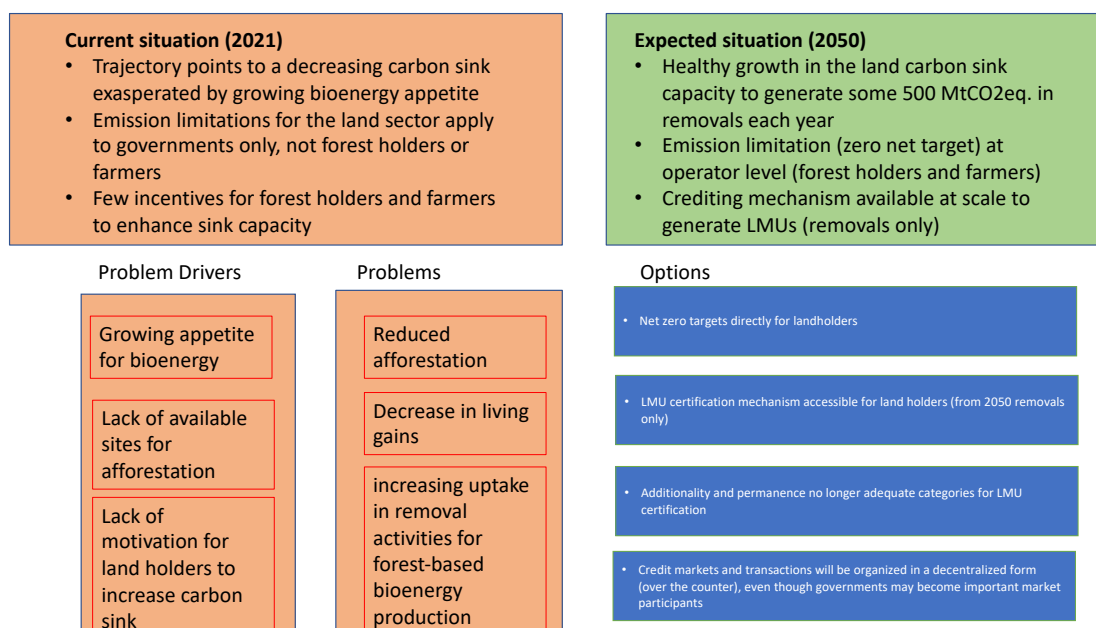 Current situation (2021)
• Trajectory points to a decreasing carbon sink
exasperated by growing bioenergy appetite
• Emission limitations for the land sector apply
to governments only, not forest holders or
farmers
• Few incentives for forest holders and farmers
to enhance sink capacity
Expected situation (2050)
• Healthy growth in the land carbon sink
capacity to generate some 500 MtCO2eq. in
removals each year
• Emission limitation (zero net target) at
operator level (forest holders and farmers)
• Crediting mechanism available at scale to
generate LMUs (removals only)
Problem Drivers
Growing appetite
for bioenergy
Lack of available
sites for
afforestation
Lack of
motivation for
land holders to
increase carbon
sink
Problems
Reduced
afforestation
Decrease in living
gains
increasing uptake
in removal
activities for
forest-based
bioenergy
production
Options
• Net zero targets directly for landholders
• LMU certification mechanism accessible for land holders (from 2050 removals
only)
• Additionality and permanence no longer adequate categories for LMU
certification
• Credit markets and transactions will be organized in a decentralized form
(over the counter), even though governments may become important market
participants